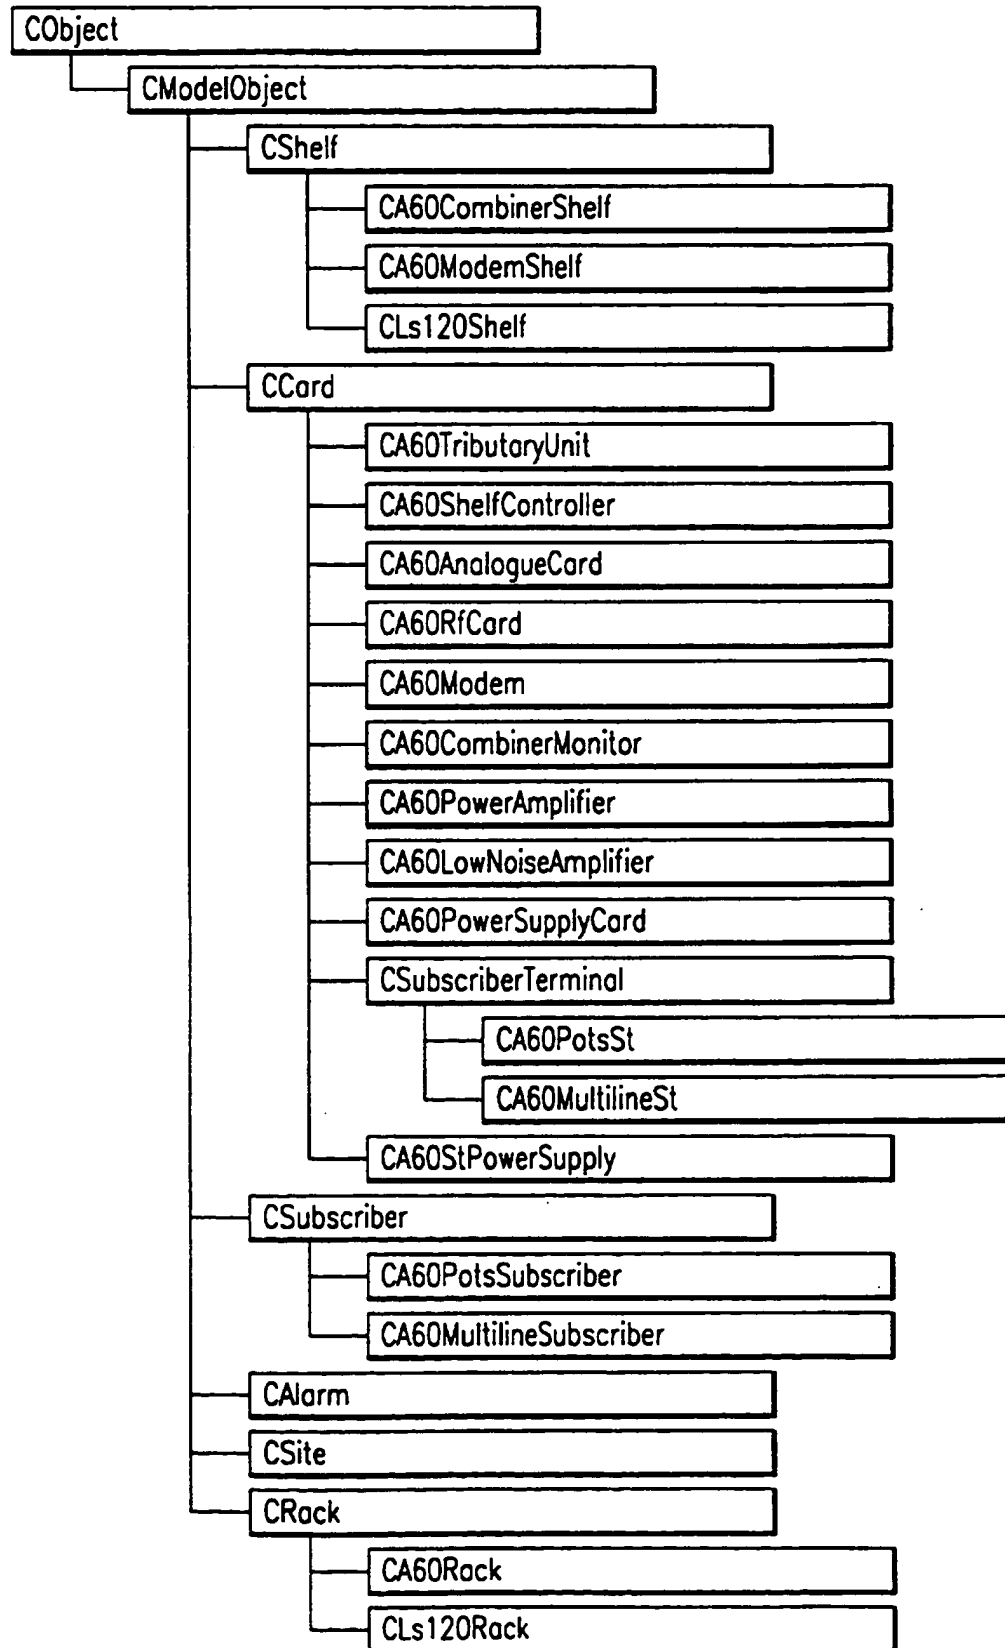 CObject
CModelObject
CShelf
CA60CombinerShelf
CA60ModemShelf
CLs120Shelf
CCard
CA60TributaryUnit
CA60ShelfController
CA60AnalogueCard
CA60RfCard
CA60Modem
CA60CombinerMonitor
CA60PowerAmplifier
CA60LowNoiseAmplifier
CA60PowerSupplyCard
CSubscriberTerminal
CA60PotsSt
CA60MultilineSt
CA60StPowerSupply
CSubscriber
CA60PotsSubscriber
CA60MultilineSubscriber
CAlarm
CSite
CRack
CA60Rack
CLs120Rack